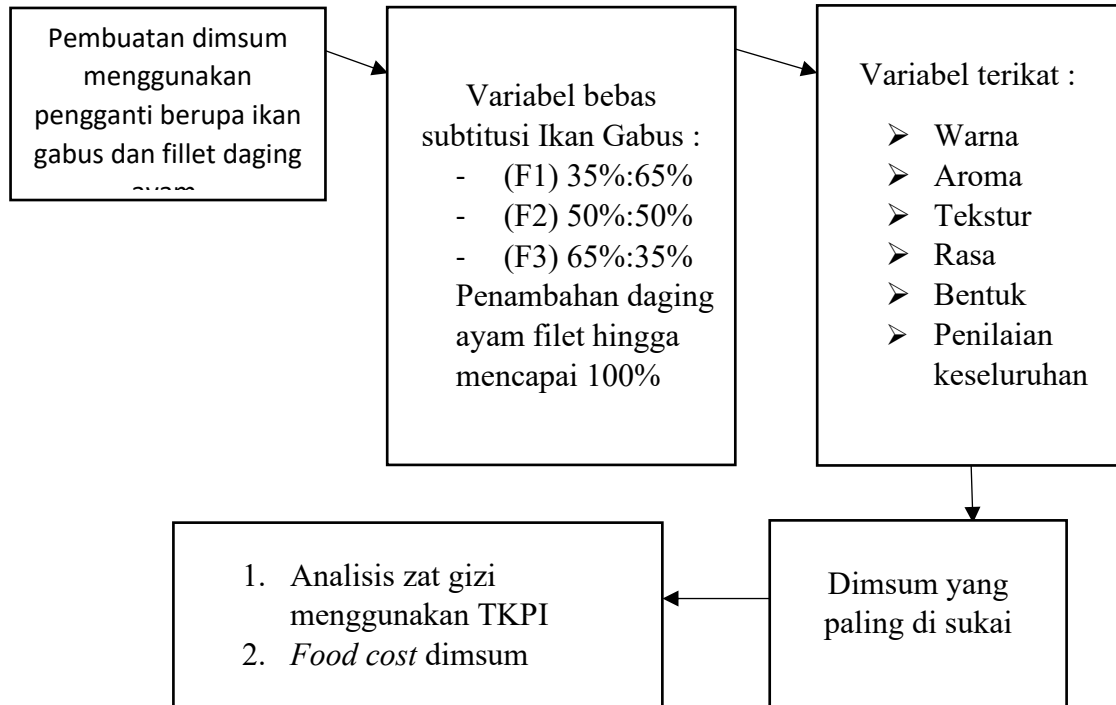 Pembuatan dimsum
menggunakan
pengganti berupa ikan
gabus dan fillet daging
Variabel bebas
subtitusi Ikan Gabus :
- (F1) 35%:65%
- (F2) 50%:50%
- (F3) 65%:35%
Penambahan daging
ayam filet hingga
mencapai 100%
Variabel terikat :
➢ Warna
➢ Aroma
➢ Tekstur
➢ Rasa
➢ Bentuk
➢ Penilaian
keseluruhan
Dimsum yang
paling di sukai
1. Analisis zat gizi
menggunakan TKPI
2. Food cost dimsum